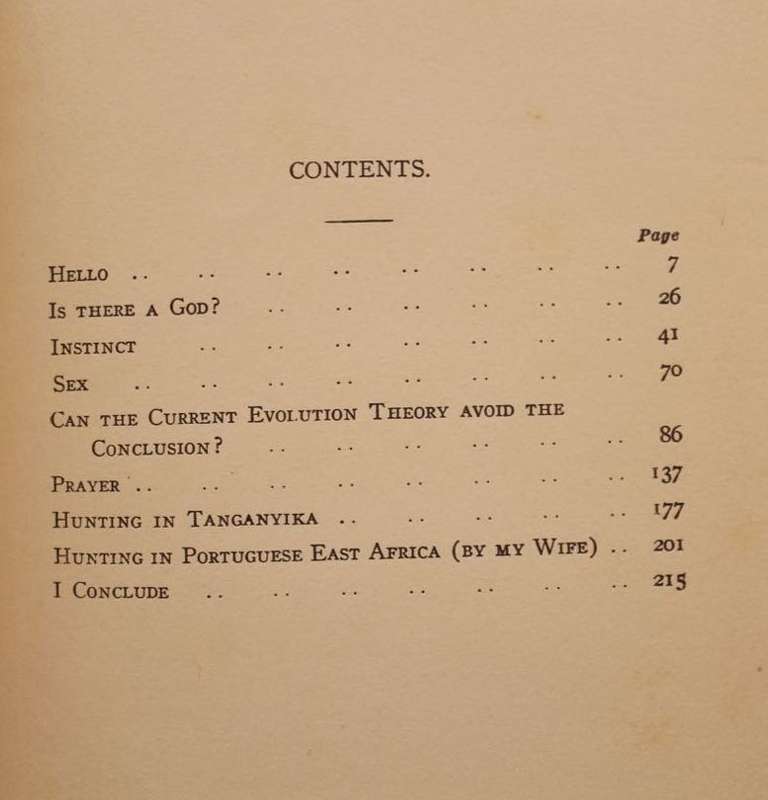 CONTENTS.
Page
HELLO .. .. .. .. .. .. .. .. 7
IS THERE A GOD? .. .. .. .. .. .. 26
INSTINCT .. .. .. .. .. .. .. 41
SEX .. .. .. .. .. .. .. .. 70
CAN THE CURRENT EVOLUTION THEORY AVOID THE
CONCLUSION? .. .. .. .. .. .. 86
PRAYER .. .. .. .. .. .. .. .. 137
HUNTING IN TANGANYIKA .. .. .. .. .. 177
HUNTING IN PORTUGUESE EAST AFRICA (BY MY WIFE) .. 201
I CONCLUDE .. .. .. .. .. .. .. 215